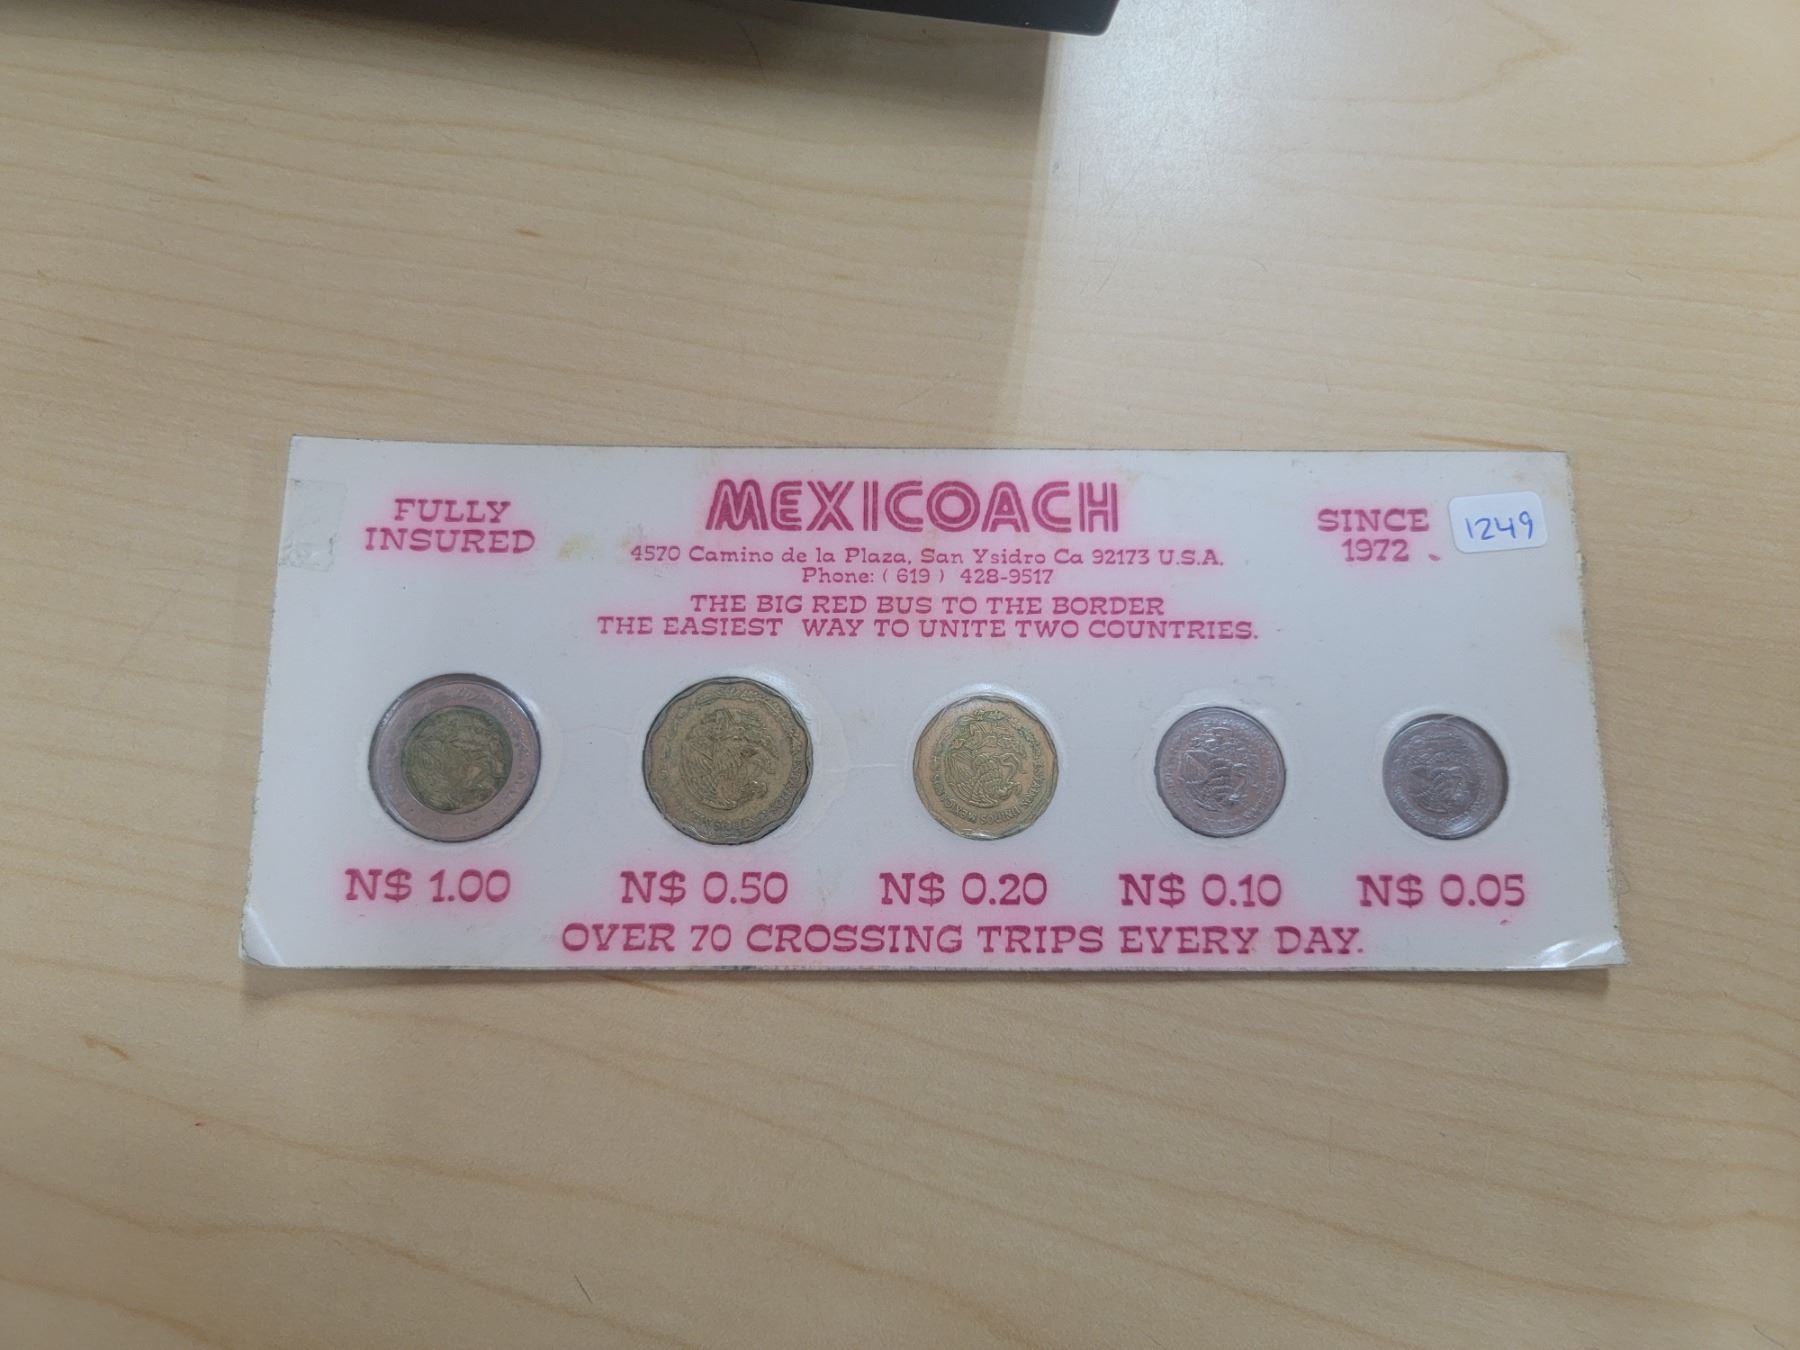 FULLY
INSURED
MEXICOACH
4570 Camino de la Plaza, San Ysidro Ca 92173 U.S.A.
Phone: ( 619 ) 428-9517
THE BIG RED BUS TO THE BORDER
THE EASIEST WAY TO UNITE TWO COUNTRIES.
SINCE
1972
1249
N$ 1.00
N$ 0.50
N$ 0.20
N$ 0.10
N$ 0.05
OVER 70 CROSSING TRIPS EVERY DAY.